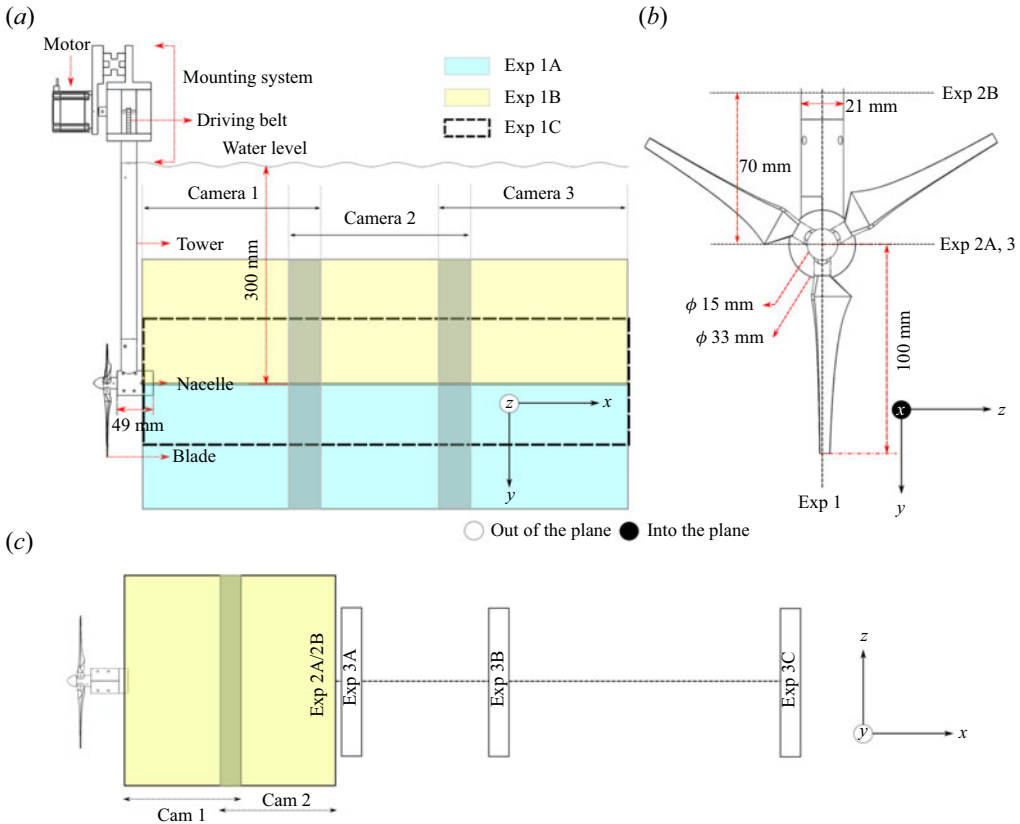 (a)
Motor
Mounting system
Driving belt
Water level
Exp 1A
Exp 1B
Exp 1C
Camera 1
Camera 2
Camera 3
Tower
300 mm
Nacelle
49 mm
Blade
z
x
y
(b)
21 mm
Exp 2B
70 mm
Exp 2A, 3
ϕ 15 mm
ϕ 33 mm
100 mm
x
z
y
Exp 1
Out of the plane
Into the plane
(c)
Exp 2A/2B
Exp 3A
Exp 3B
Exp 3C
z
y
x
Cam 1
Cam 2